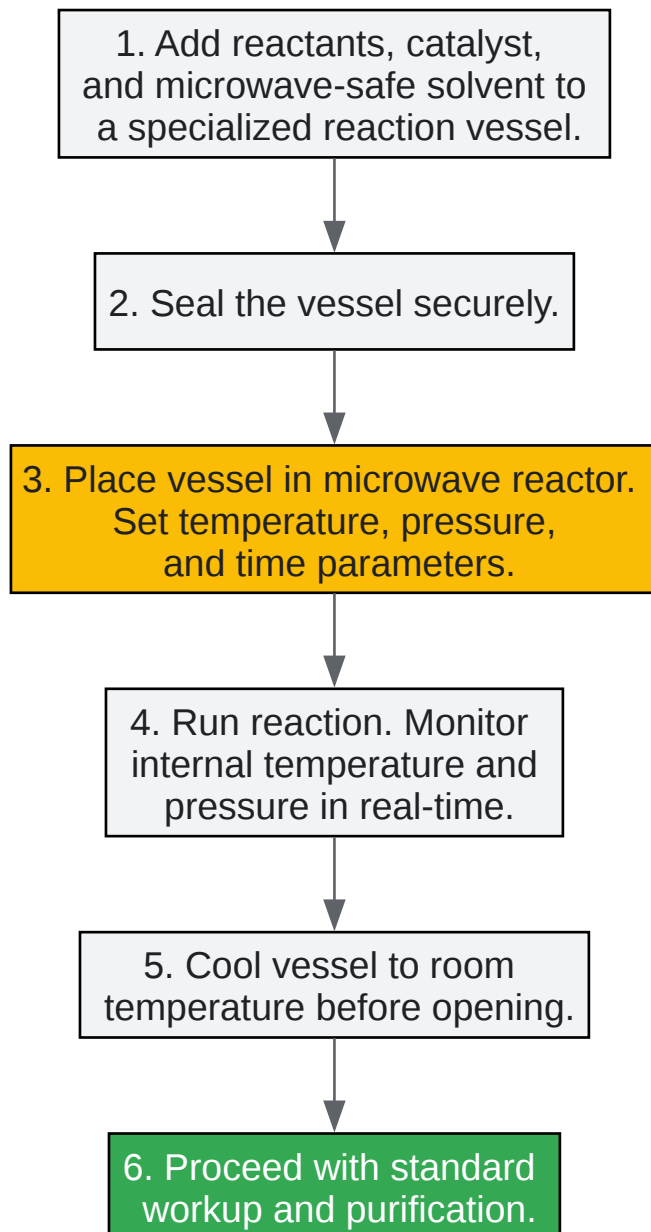 1. Add reactants, catalyst,
and microwave-safe solvent to
a specialized reaction vessel.
2. Seal the vessel securely.
3. Place vessel in microwave reactor.
Set temperature, pressure,
and time parameters.
4. Run reaction. Monitor
internal temperature and
pressure in real-time.
5. Cool vessel to room
temperature before opening.
6. Proceed with standard
workup and purification.